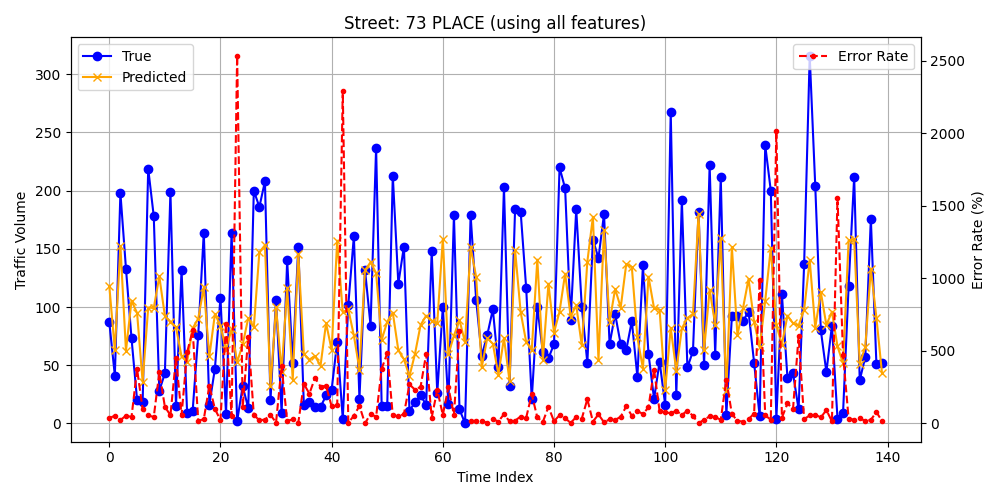 Street: 73 PLACE (using all features)
True
Predicted
Error Rate
300
250
200
150
100
50
0
2500
2000
1500
1000
500
0
Traffic Volume
Error Rate (%)
0 20 40 60 80 100 120 140
Time Index